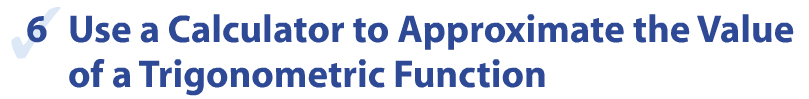 6 Use a Calculator to Approximate the Value
of a Trigonometric Function